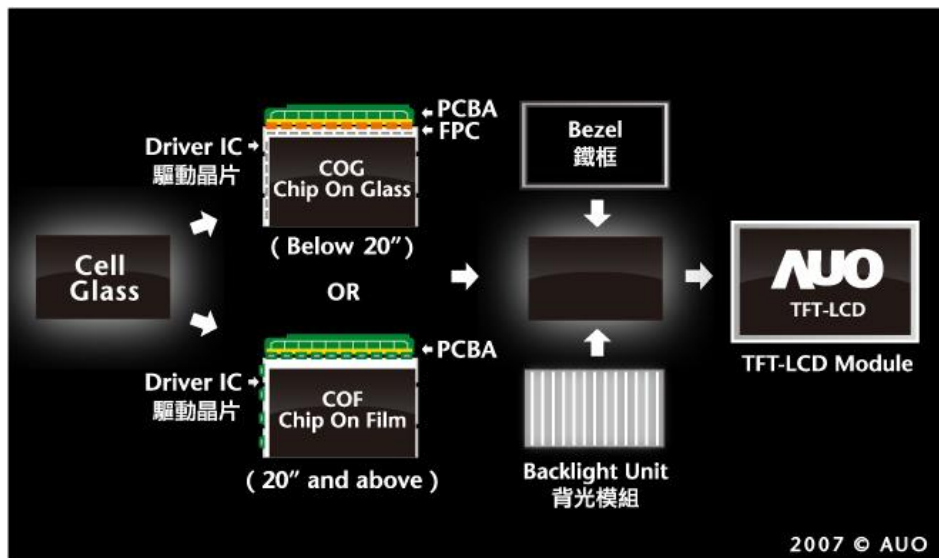 Cell
Glass
Driver IC
驅動晶片
PCBA
FPC
COG
Chip On Glass
( Below 20” )
OR
Driver IC
驅動晶片
PCBA
COF
Chip On Film
( 20” and above )
Bezel
鐵框
Backlight Unit
背光模組
AUO
TFT-LCD
TFT-LCD Module
2007 © AUO